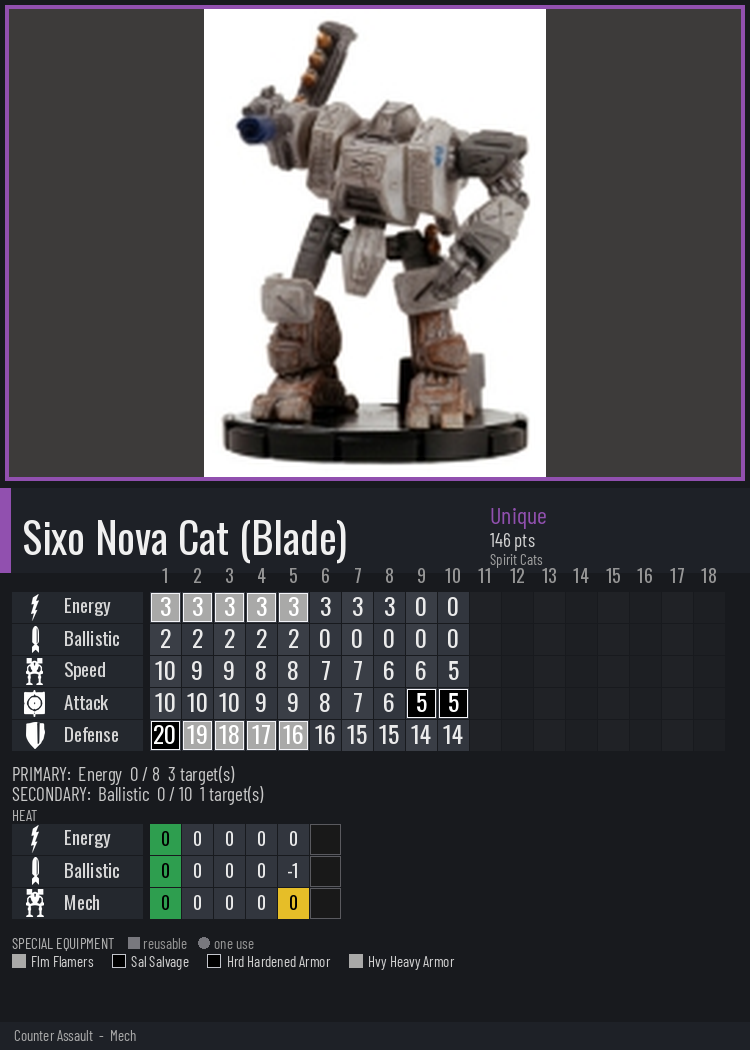 Sixo Nova Cat (Blade)
Unique
146 pts
Spirit Cats
1 2 3 4 5 6 7 8 9 10 11 12 13 14 15 16 17 18
Energy 3 3 3 3 3 3 3 3 0 0
Ballistic 2 2 2 2 2 0 0 0 0 0
Speed 10 9 9 8 8 7 7 6 6 5
Attack 10 10 10 9 9 8 7 6 5 5
Defense 20 19 18 17 16 16 15 15 14 14
PRIMARY: Energy 0 / 8 3 target(s)
SECONDARY: Ballistic 0 / 10 1 target(s)
HEAT
Energy 0 0 0 0 0
Ballistic 0 0 0 0 -1
Mech 0 0 0 0 0
SPECIAL EQUIPMENT reusable one use
Flm Flamers Sal Salvage Hrd Hardened Armor Hvy Heavy Armor
Counter Assault - Mech